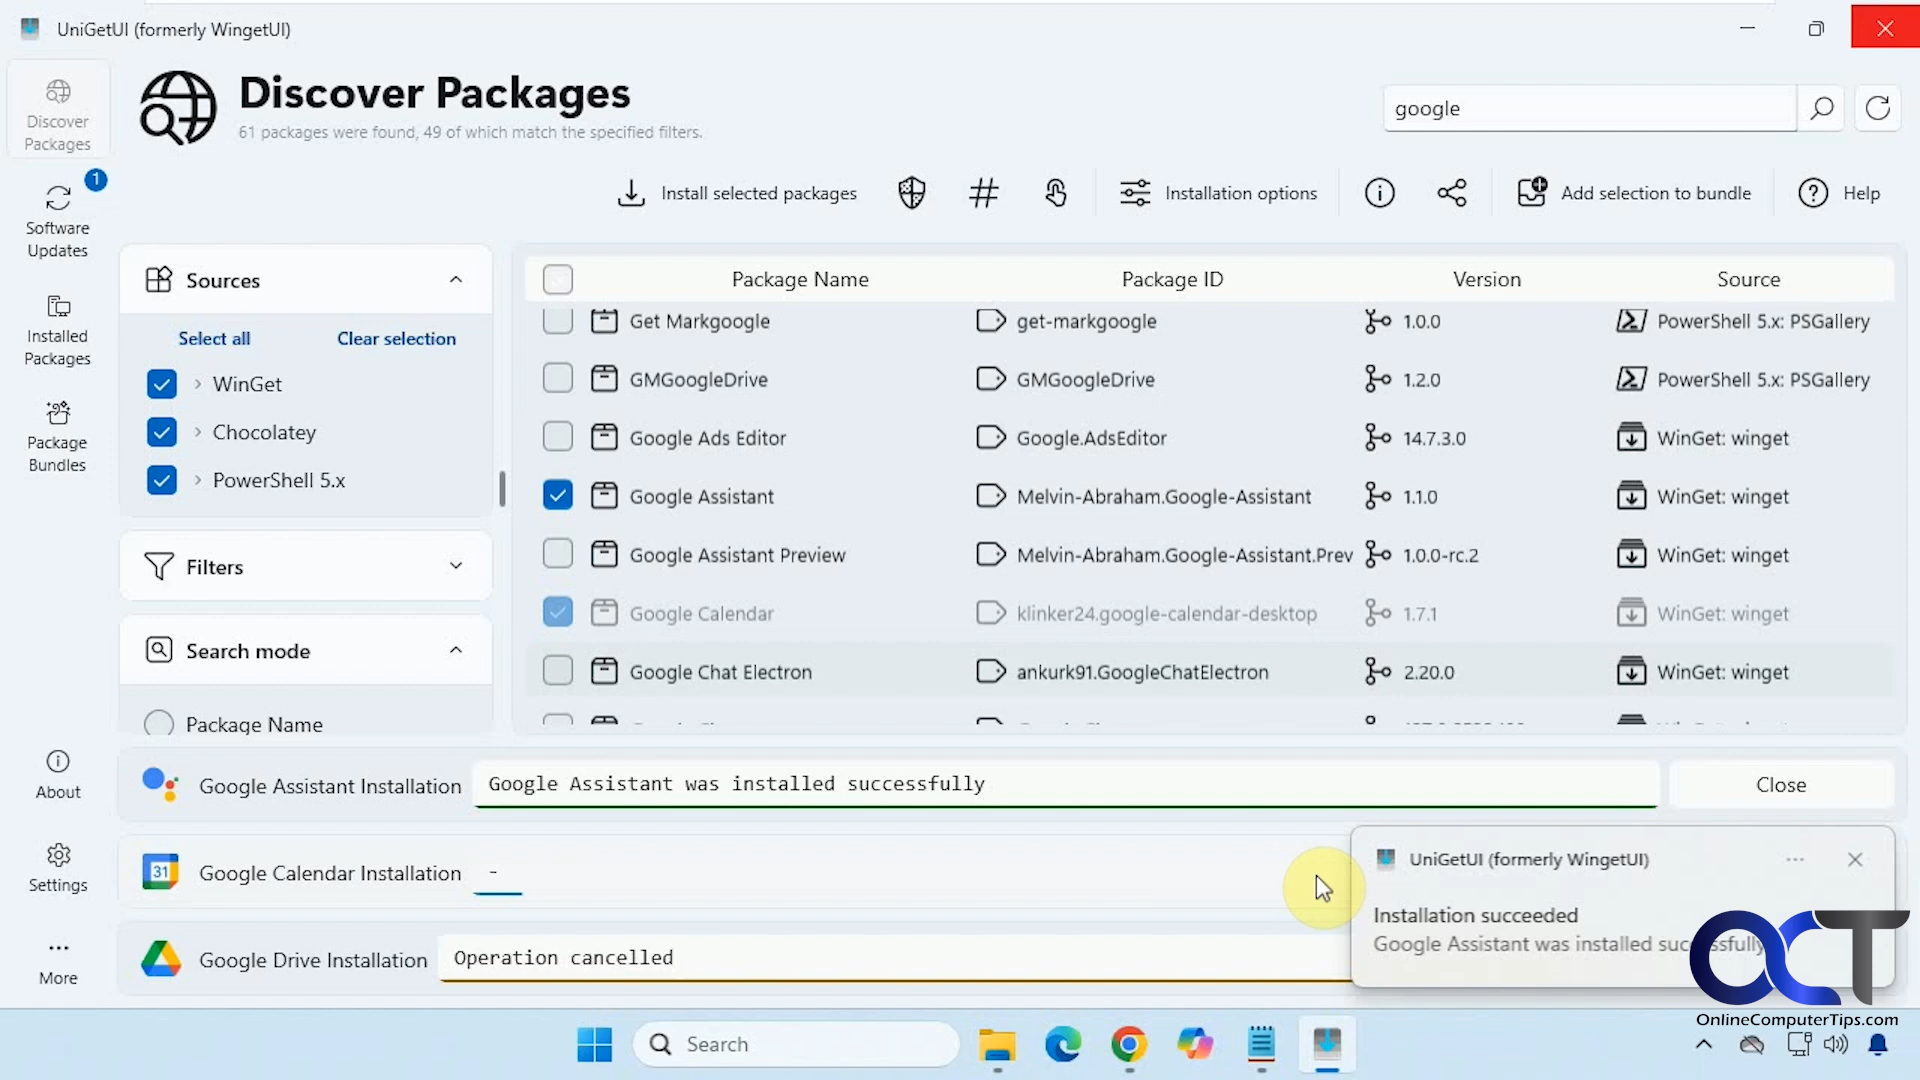 UniGetUI (formerly WingetUI)
Discover Packages
Discover Packages
61 packages were found, 49 of which match the specified filters.
google
1
Software Updates
Installed Packages
Package Bundles
Install selected packages
Installation options
Add selection to bundle
Help
Sources
Select all
Clear selection
WinGet
Chocolatey
PowerShell 5.x
Filters
Search mode
Package Name
Package Name Package ID Version Source
Get Markgoogle get-markgoogle 1.0.0 PowerShell 5.x: PSGallery
GMGoogleDrive GMGoogleDrive 1.2.0 PowerShell 5.x: PSGallery
Google Ads Editor Google.AdsEditor 14.7.3.0 WinGet: winget
Google Assistant Melvin-Abraham.Google-Assistant 1.1.0 WinGet: winget
Google Assistant Preview Melvin-Abraham.Google-Assistant.Prev 1.0.0-rc.2 WinGet: winget
Google Calendar klinker24.google-calendar-desktop 1.7.1 WinGet: winget
Google Chat Electron ankurk91.GoogleChatElectron 2.20.0 WinGet: winget
About
Settings
More
Google Assistant Installation Google Assistant was installed successfully Close
31 Google Calendar Installation -
Google Drive Installation Operation cancelled
UniGetUI (formerly WingetUI)
Installation succeeded
Google Assistant was installed successfully
OCT
OnlineComputerTips.com
Search